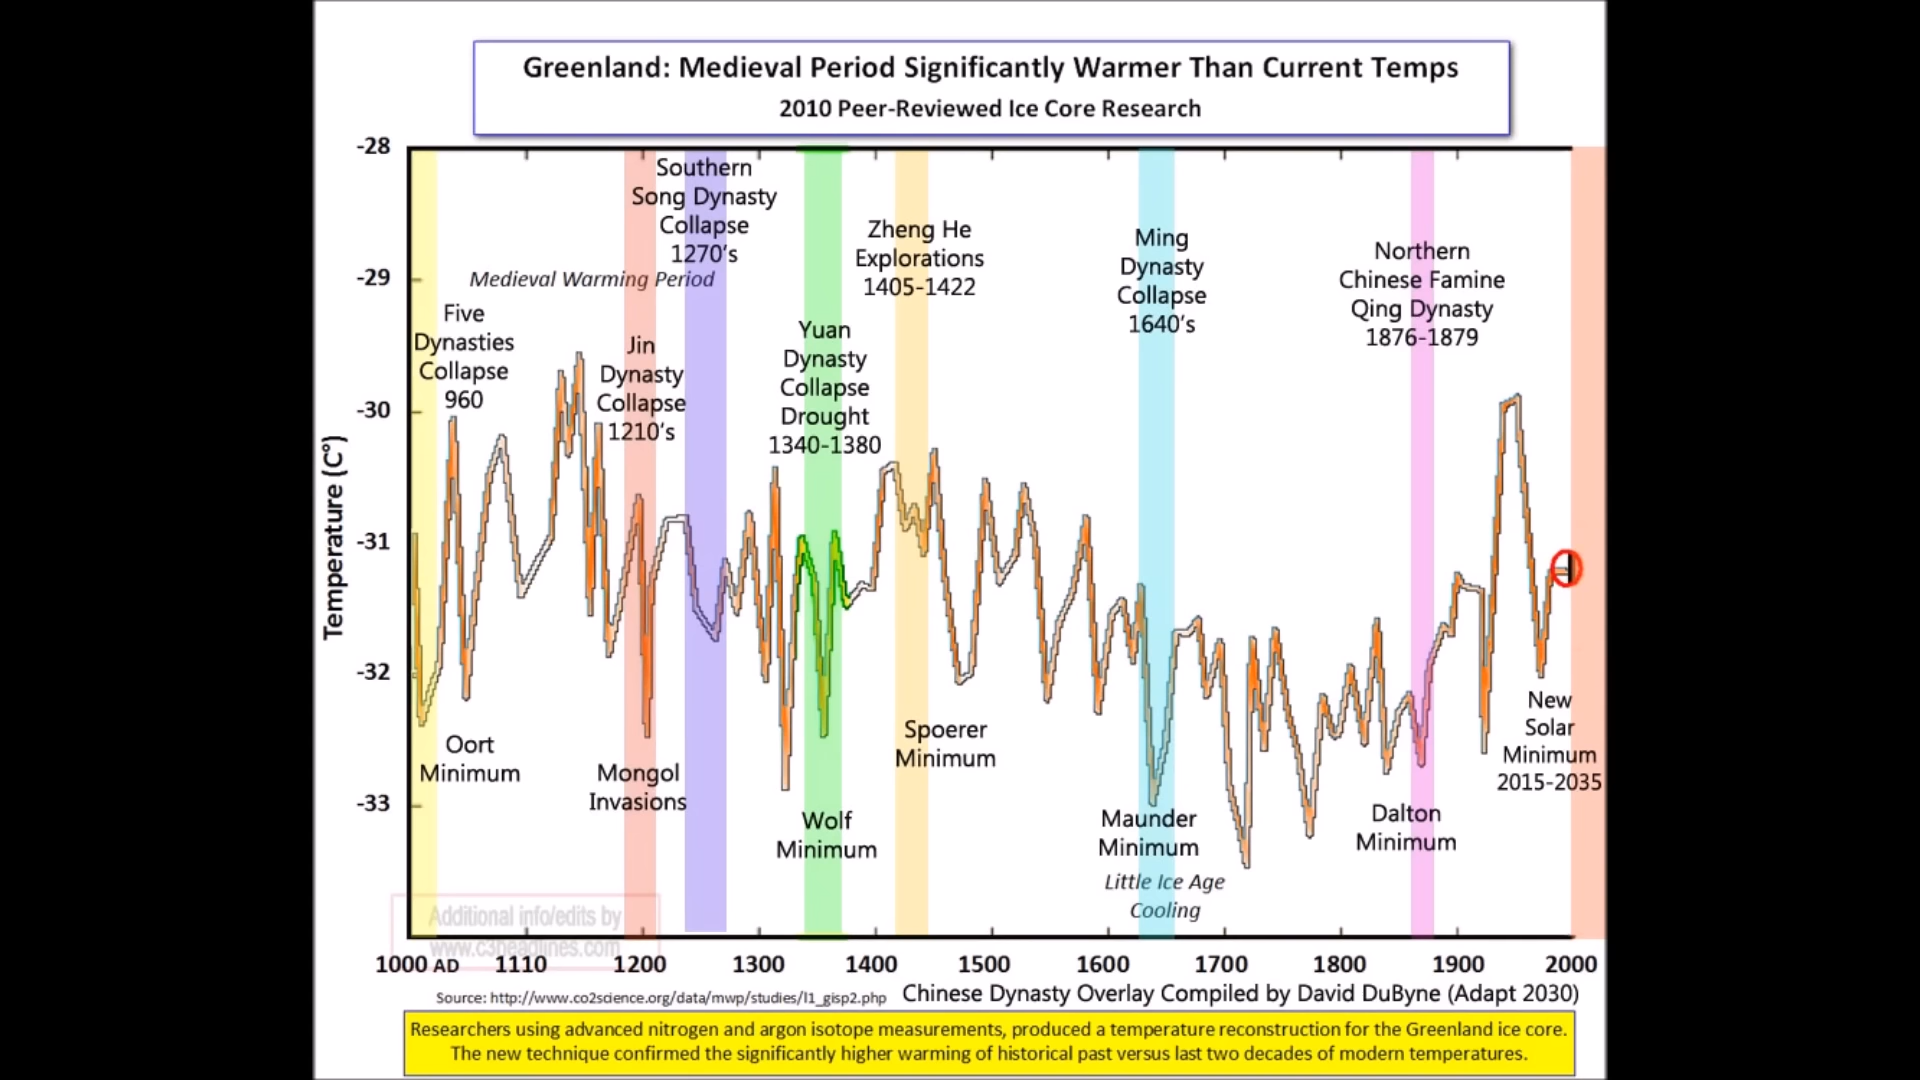 Greenland: Medieval Period Significantly Warmer Than Current Temps
2010 Peer-Reviewed Ice Core Research
-28
-29
-30
-31
-32
-33
Temperature (C°)
Southern
Song Dynasty
Collapse
1270's
Medieval Warming Period
Five
Dynasties
Collapse
960
Jin
Dynasty
Collapse
1210's
Yuan
Dynasty
Collapse
Drought
1340-1380
Zheng He
Explorations
1405-1422
Ming
Dynasty
Collapse
1640's
Northern
Chinese Famine
Qing Dynasty
1876-1879
Oort
Minimum
Mongol
Invasions
Wolf
Minimum
Spoerer
Minimum
Maunder
Minimum
Little Ice Age
Cooling
Dalton
Minimum
New
Solar
Minimum
2015-2035
Additional info/edits by
www.c3headlines.com
1000 AD 1110 1200 1300 1400 1500 1600 1700 1800 1900 2000
Source: http://www.co2science.org/data/mwp/studies/l1_gisp2.php
Chinese Dynasty Overlay Compiled by David DuByne (Adapt 2030)
Researchers using advanced nitrogen and argon isotope measurements, produced a temperature reconstruction for the Greenland ice core.
The new technique confirmed the significantly higher warming of historical past versus last two decades of modern temperatures.